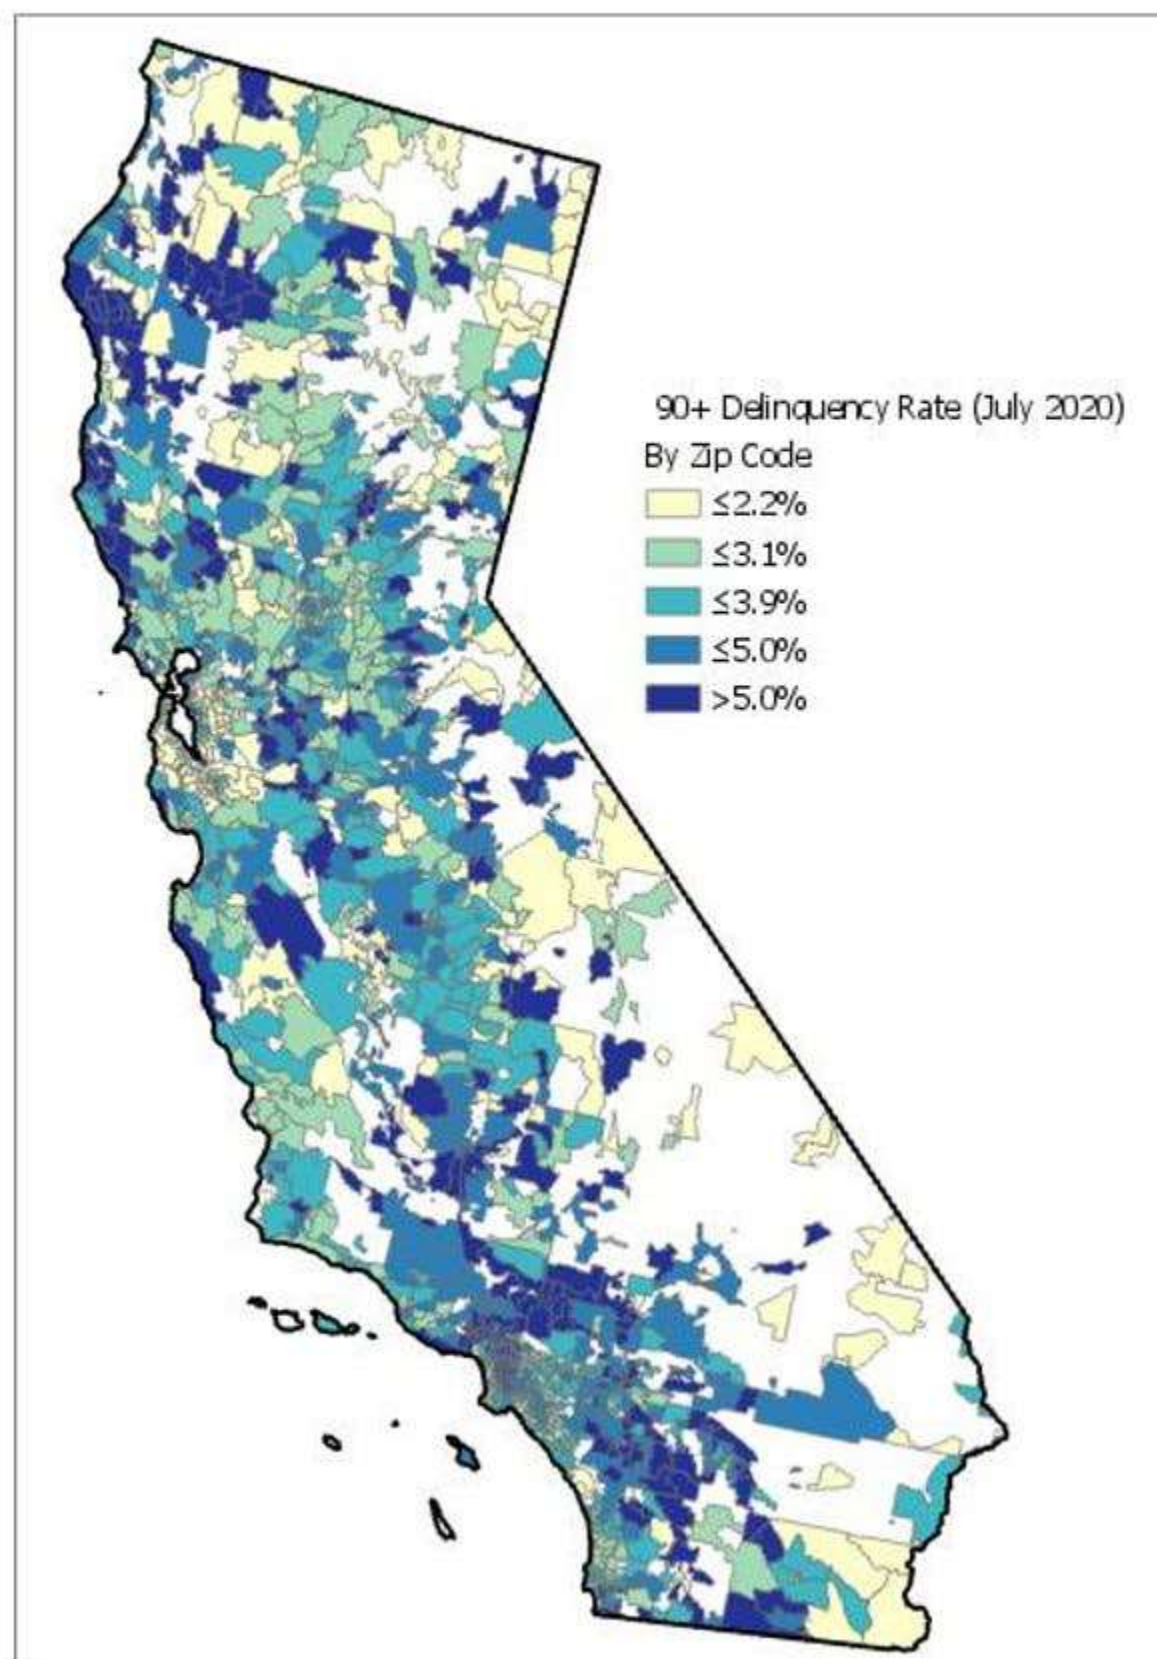 90+ Delinquency Rate (July 2020)
By Zip Code
≤2.2%
≤3.1%
≤3.9%
≤5.0%
>5.0%